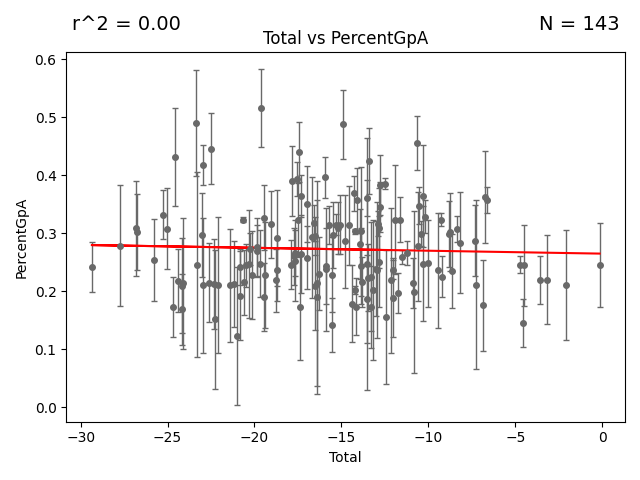 r^2 = 0.00
N = 143
Total vs PercentGpA
0.6
0.5
0.4
0.3
0.2
0.1
0.0
PercentGpA
−30
−25
−20
−15
−10
−5
0
Total